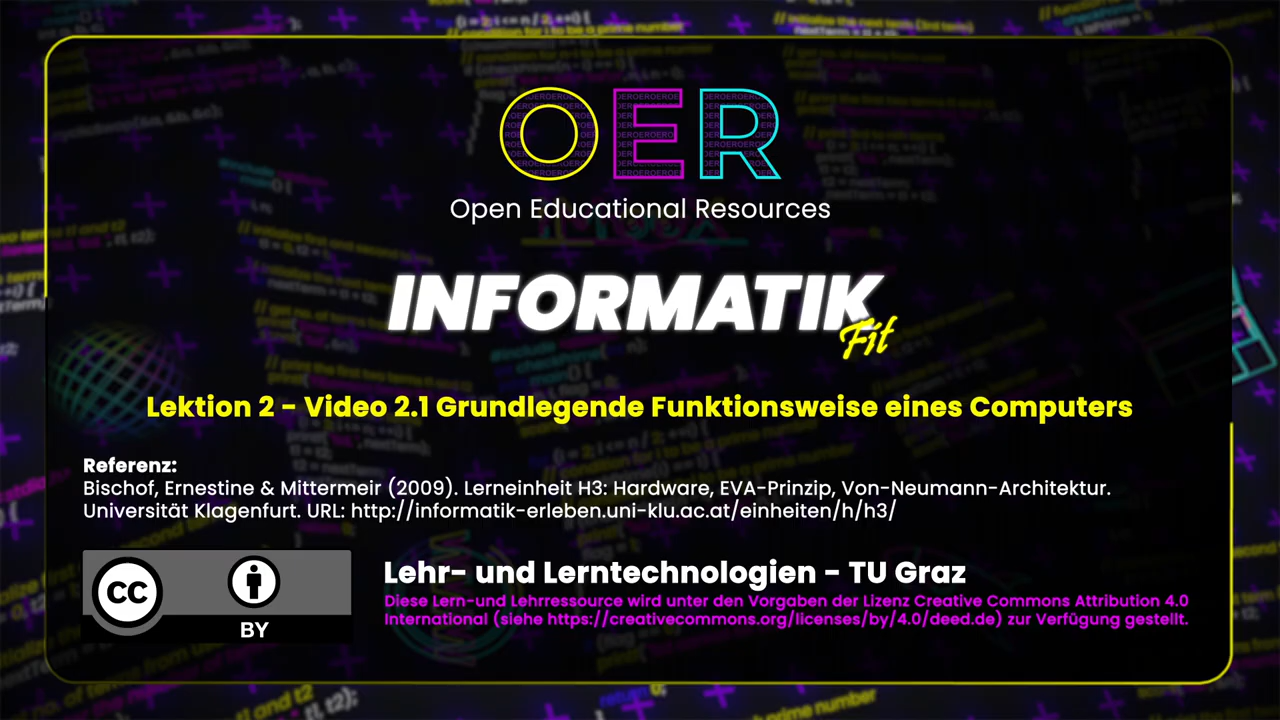 OER
Open Educational Resources
INFORMATIK
Fit
Lektion 2 - Video 2.1 Grundlegende Funktionsweise eines Computers
Referenz:
Bischof, Ernestine & Mittermeir (2009). Lerneinheit H3: Hardware, EVA-Prinzip, Von-Neumann-Architektur.
Universität Klagenfurt. URL: http://informatik-erleben.uni-klu.ac.at/einheiten/h/h3/
CC
BY
Lehr- und Lerntechnologien - TU Graz
Diese Lern-und Lehrressource wird unter den Vorgaben der Lizenz Creative Commons Attribution 4.0
International (siehe https://creativecommons.org/licenses/by/4.0/deed.de) zur Verfügung gestellt.